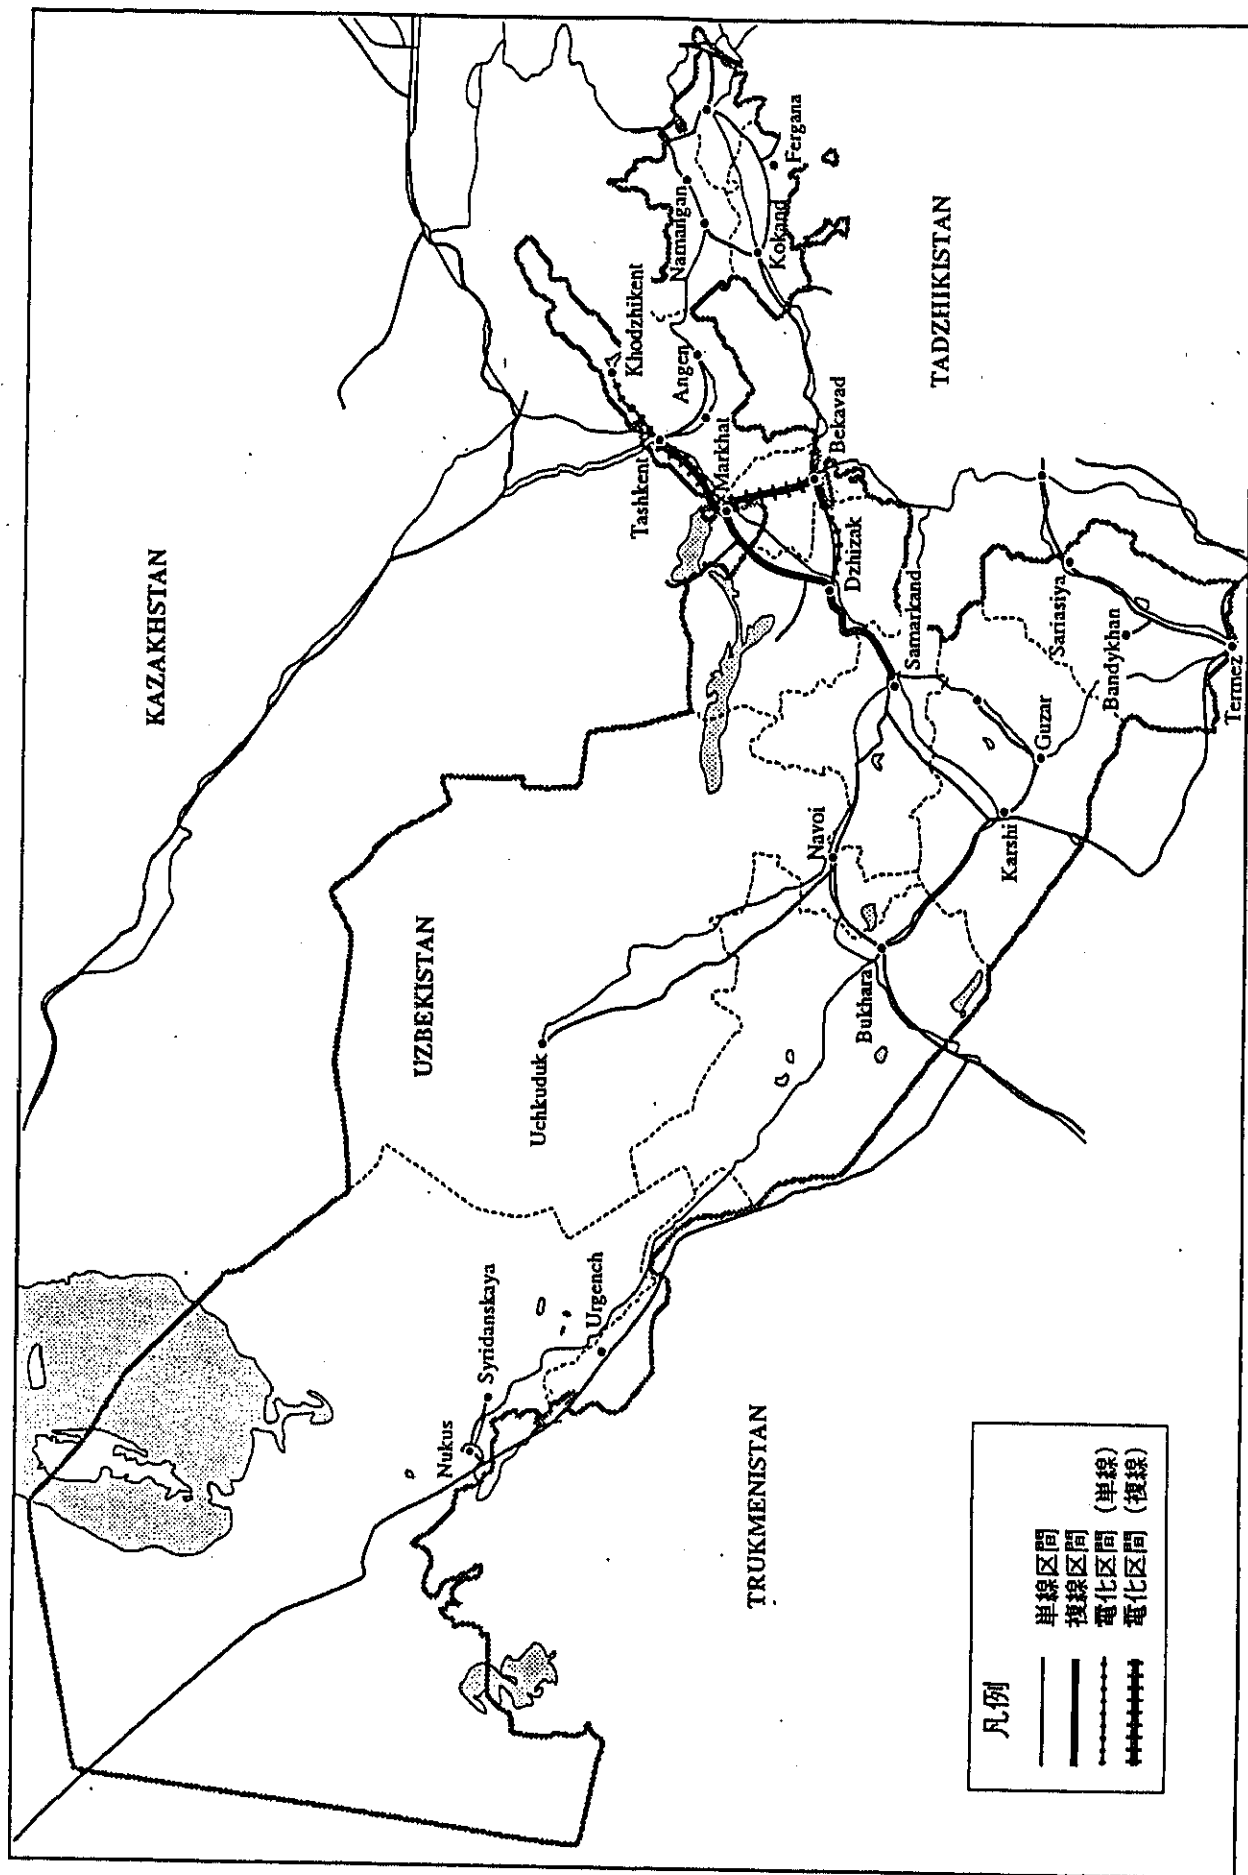 KAZAKHSTAN
UZBEKISTAN
TRUKMENISTAN
TADZHIKISTAN
Nukus
Syridanskaya
Urgench
Uchkuduk
Bukhara
Navoi
Karshi
Guzar
Samarkand
Dzhizak
Bandykhan
Sariasiya
Termez
Tashkent
Markhat
Bekavad
Angen
Khodzhikent
Namangan
Kokand
Fergana
凡例
単線区間
複線区間
電化区間 (単線)
電化区間 (複線)